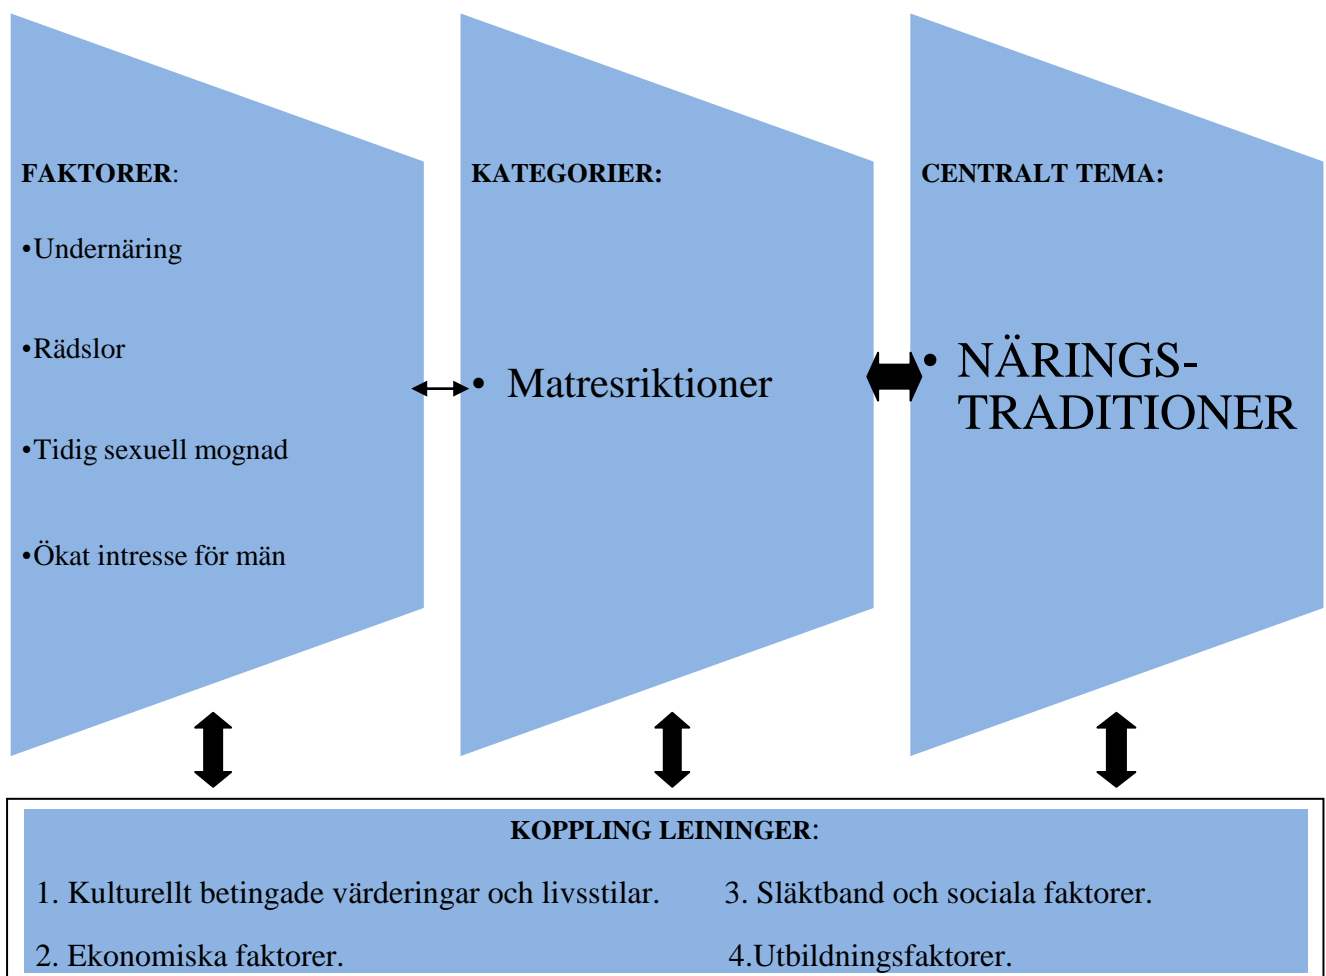 FAKTORER:
•Undernäring
•Rädslor
•Tidig sexuell mognad
•Ökat intresse för män
KATEGORIER:
• Matresriktioner
CENTRALT TEMA:
• NÄRINGS-
TRADITIONER
KOPPLING LEININGER:
1. Kulturellt betingade värderingar och livsstilar.
3. Släktband och sociala faktorer.
2. Ekonomiska faktorer.
4.Utbildningsfaktorer.